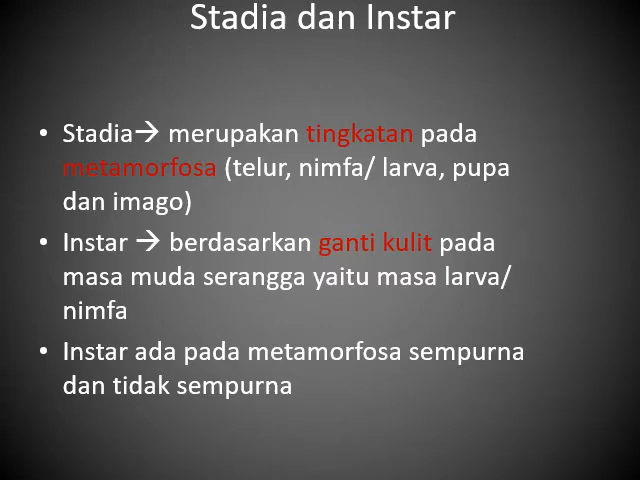 Stadia dan Instar
• Stadia→ merupakan tingkatan pada
metamorfosa (telur, nimfa/ larva, pupa
dan imago)
• Instar → berdasarkan ganti kulit pada
masa muda serangga yaitu masa larva/
nimfa
• Instar ada pada metamorfosa sempurna
dan tidak sempurna